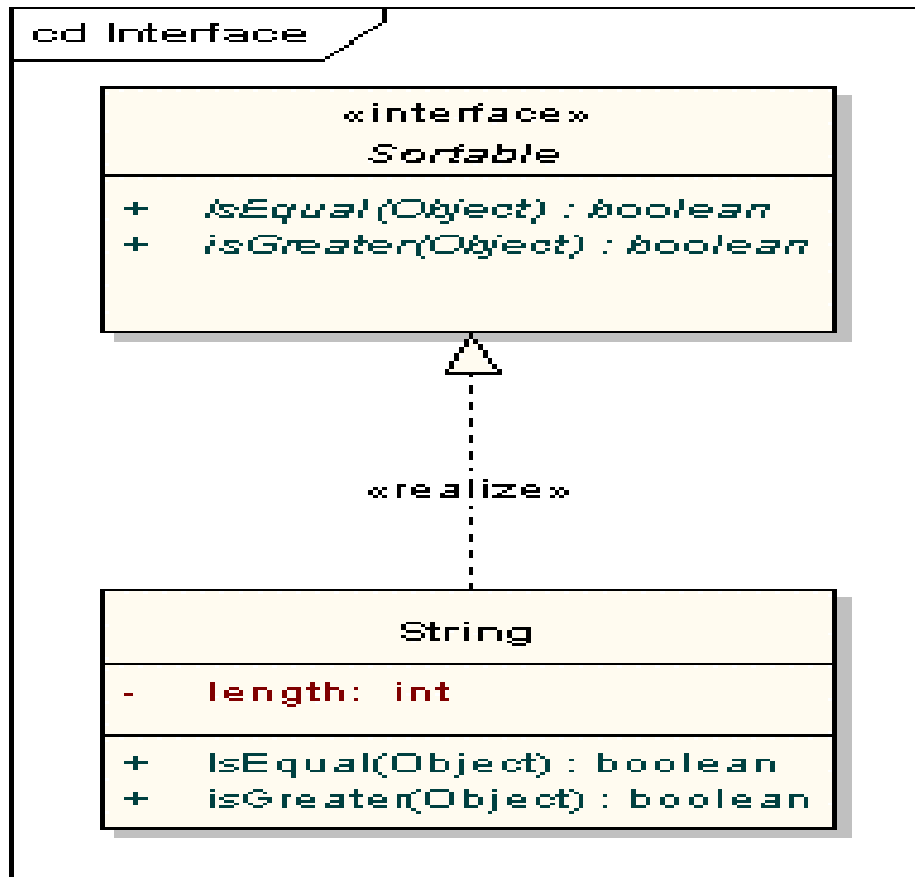 cd Interface
«interface»
Sortable
+ IsEqual(Object) : boolean
+ isGreater(Object) : boolean
«realize»
String
- length: int
+ IsEqual(Object) : boolean
+ isGreater(Object) : boolean